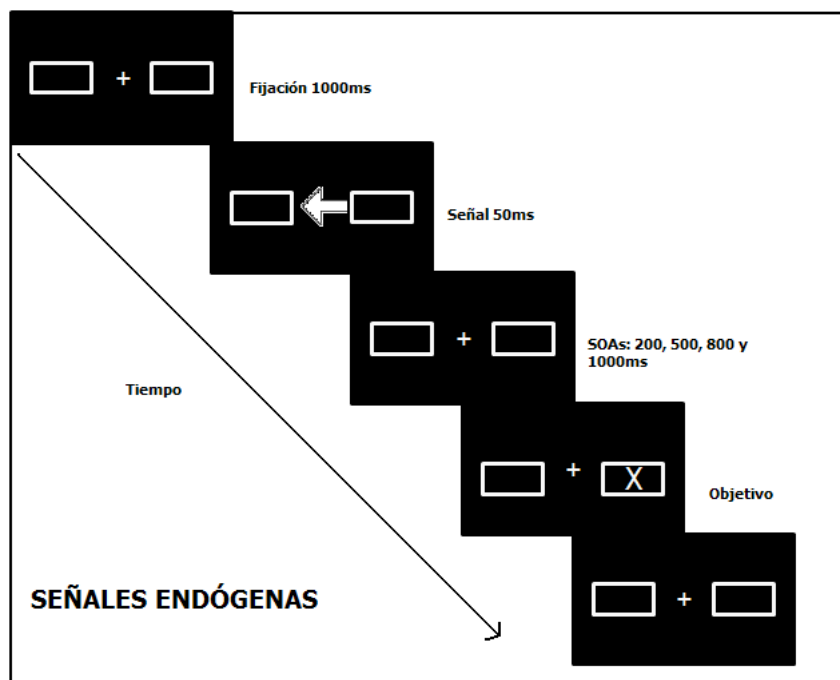 +
Fijación 1000ms
Señal 50ms
+
SOAs: 200, 500, 800 y
1000ms
Tiempo
+ X
Objetivo
SEÑALES ENDÓGENAS
+